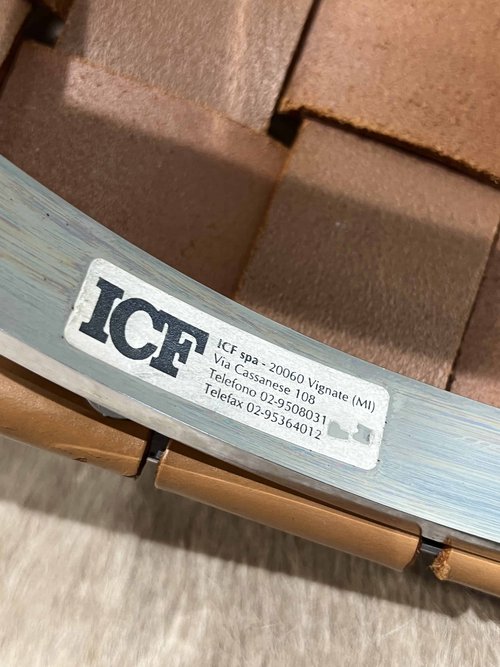 ICF
ICF spa - 20060 Vignate (MI)
Via Cassanese 108
Telefono 02-9508031
Telefax 02-95364012